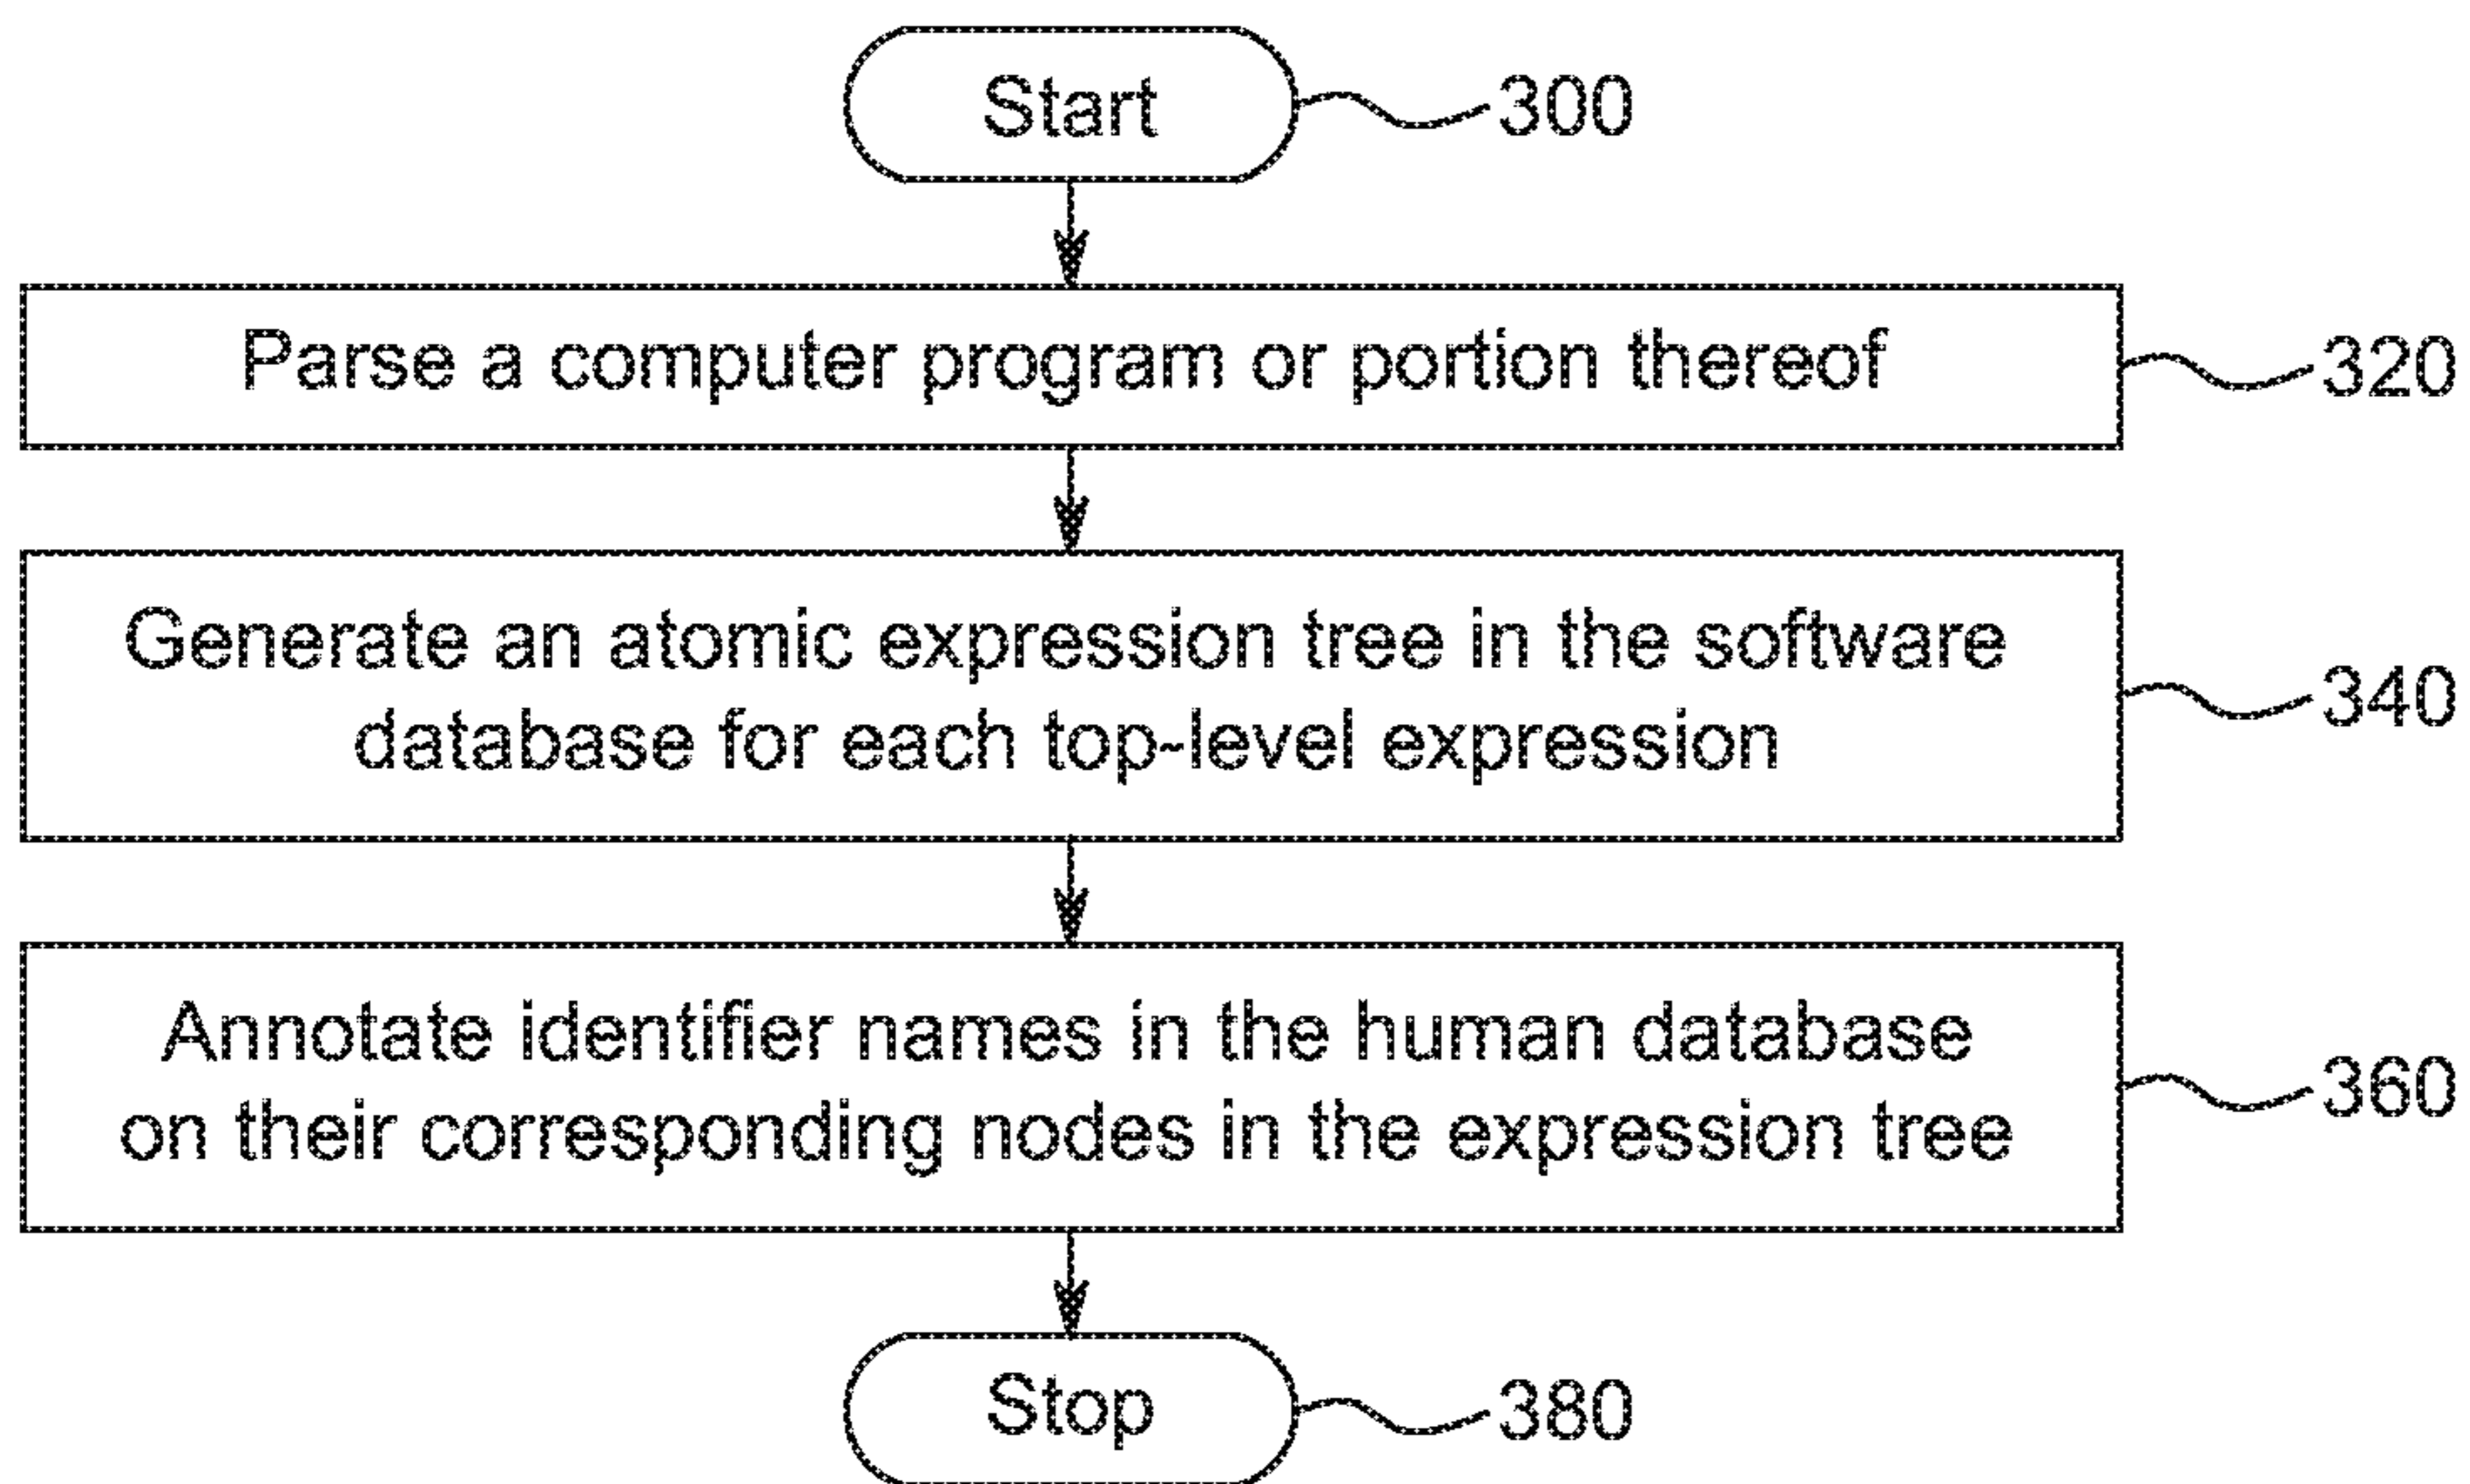 Start
300
Parse a computer program or portion thereof
320
Generate an atomic expression tree in the software
database for each top-level expression
340
Annotate identifier names in the human database
on their corresponding nodes in the expression tree
360
Stop
380